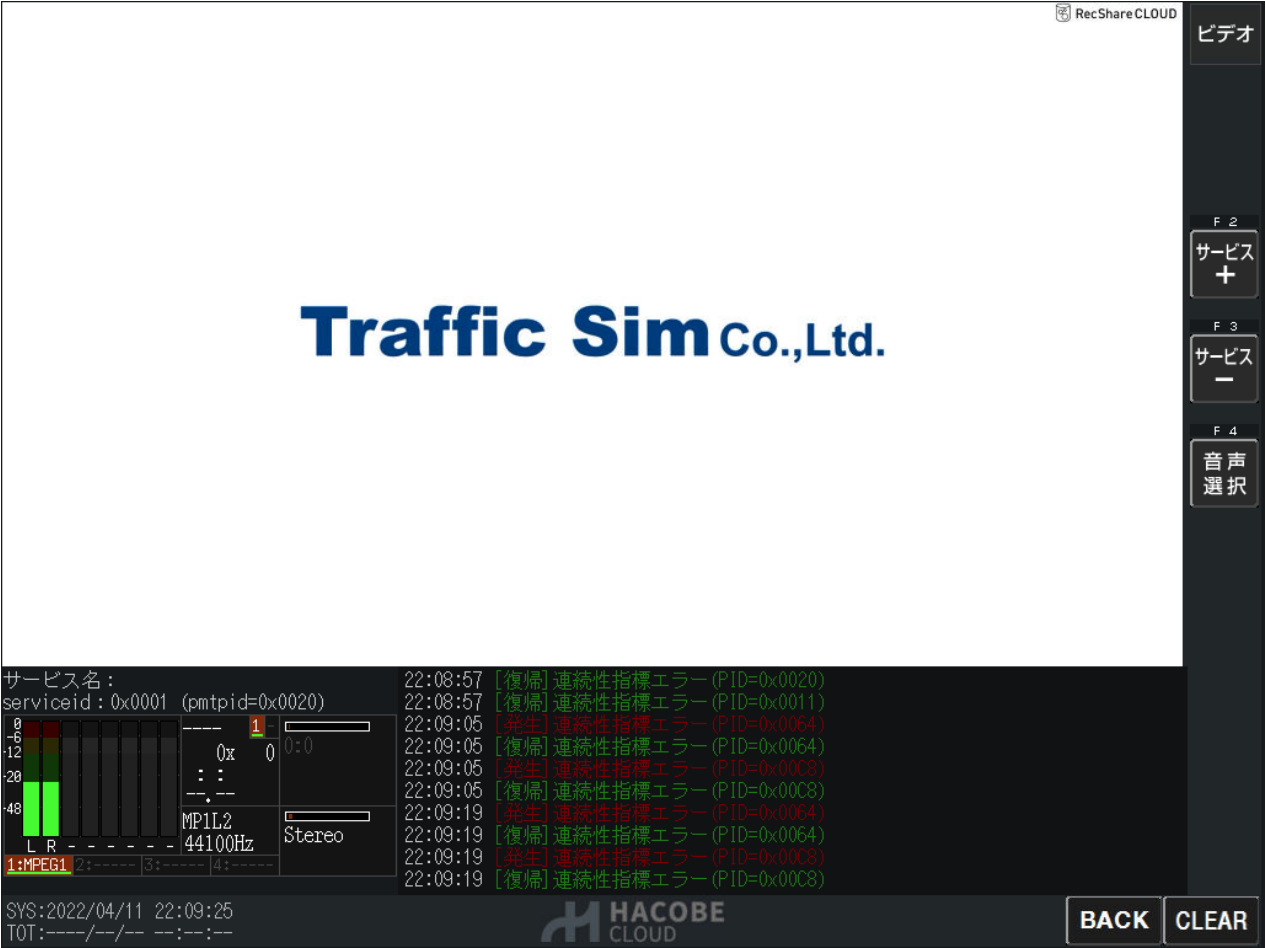 RecShareCLOUD
ビデオ
Traffic Sim Co.,Ltd.
F 2
サービス
+
F 3
サービス
−
F 4
音声
選択
サービス名:
serviceid:0x0001 (pmtpid=0x0020)
0
-6
-12
-20
-48
L R - - - - - -
1:MPEG1 2:----- 3:----- 4:-----
---- 1 -
0x 0
: :
--.--
MP1L2
44100Hz
0:0
Stereo
22:08:57 [復帰]連続性指標エラー(PID=0x0020)
22:08:57 [復帰]連続性指標エラー(PID=0x0011)
22:09:05 [発生]連続性指標エラー(PID=0x0064)
22:09:05 [復帰]連続性指標エラー(PID=0x0064)
22:09:05 [発生]連続性指標エラー(PID=0x00C8)
22:09:05 [復帰]連続性指標エラー(PID=0x00C8)
22:09:19 [発生]連続性指標エラー(PID=0x0064)
22:09:19 [復帰]連続性指標エラー(PID=0x0064)
22:09:19 [発生]連続性指標エラー(PID=0x00C8)
22:09:19 [復帰]連続性指標エラー(PID=0x00C8)
SYS:2022/04/11 22:09:25
TOT:----/--/-- --:--:--
HACOBE
CLOUD
BACK
CLEAR